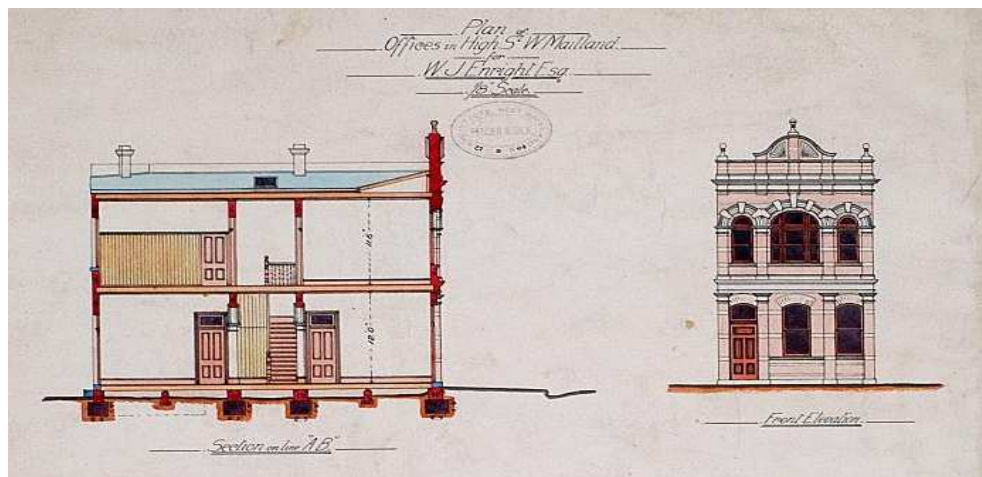 Plan of
Offices in High St W Maitland.
for
W. J. Enright Esq.
1/8" Scale.
11'.6"
12'.0"
Section on line "A.B."
Front Elevation